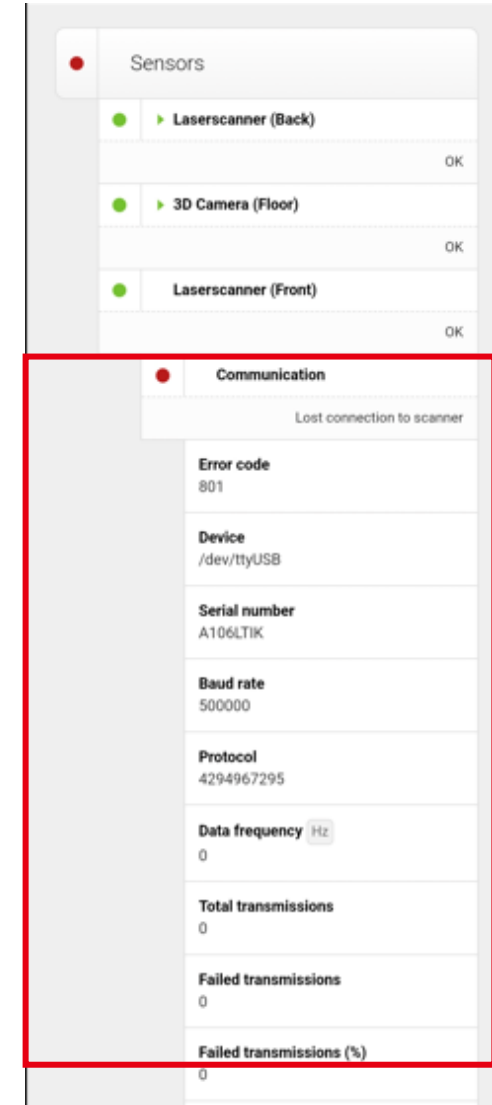 Sensors
Laserscanner (Back)
OK
3D Camera (Floor)
OK
Laserscanner (Front)
OK
Communication
Lost connection to scanner
Error code
801
Device
/dev/ttyUSB
Serial number
A106LTIK
Baud rate
500000
Protocol
4294967295
Data frequency Hz
0
Total transmissions
0
Failed transmissions
0
Failed transmissions (%)
0